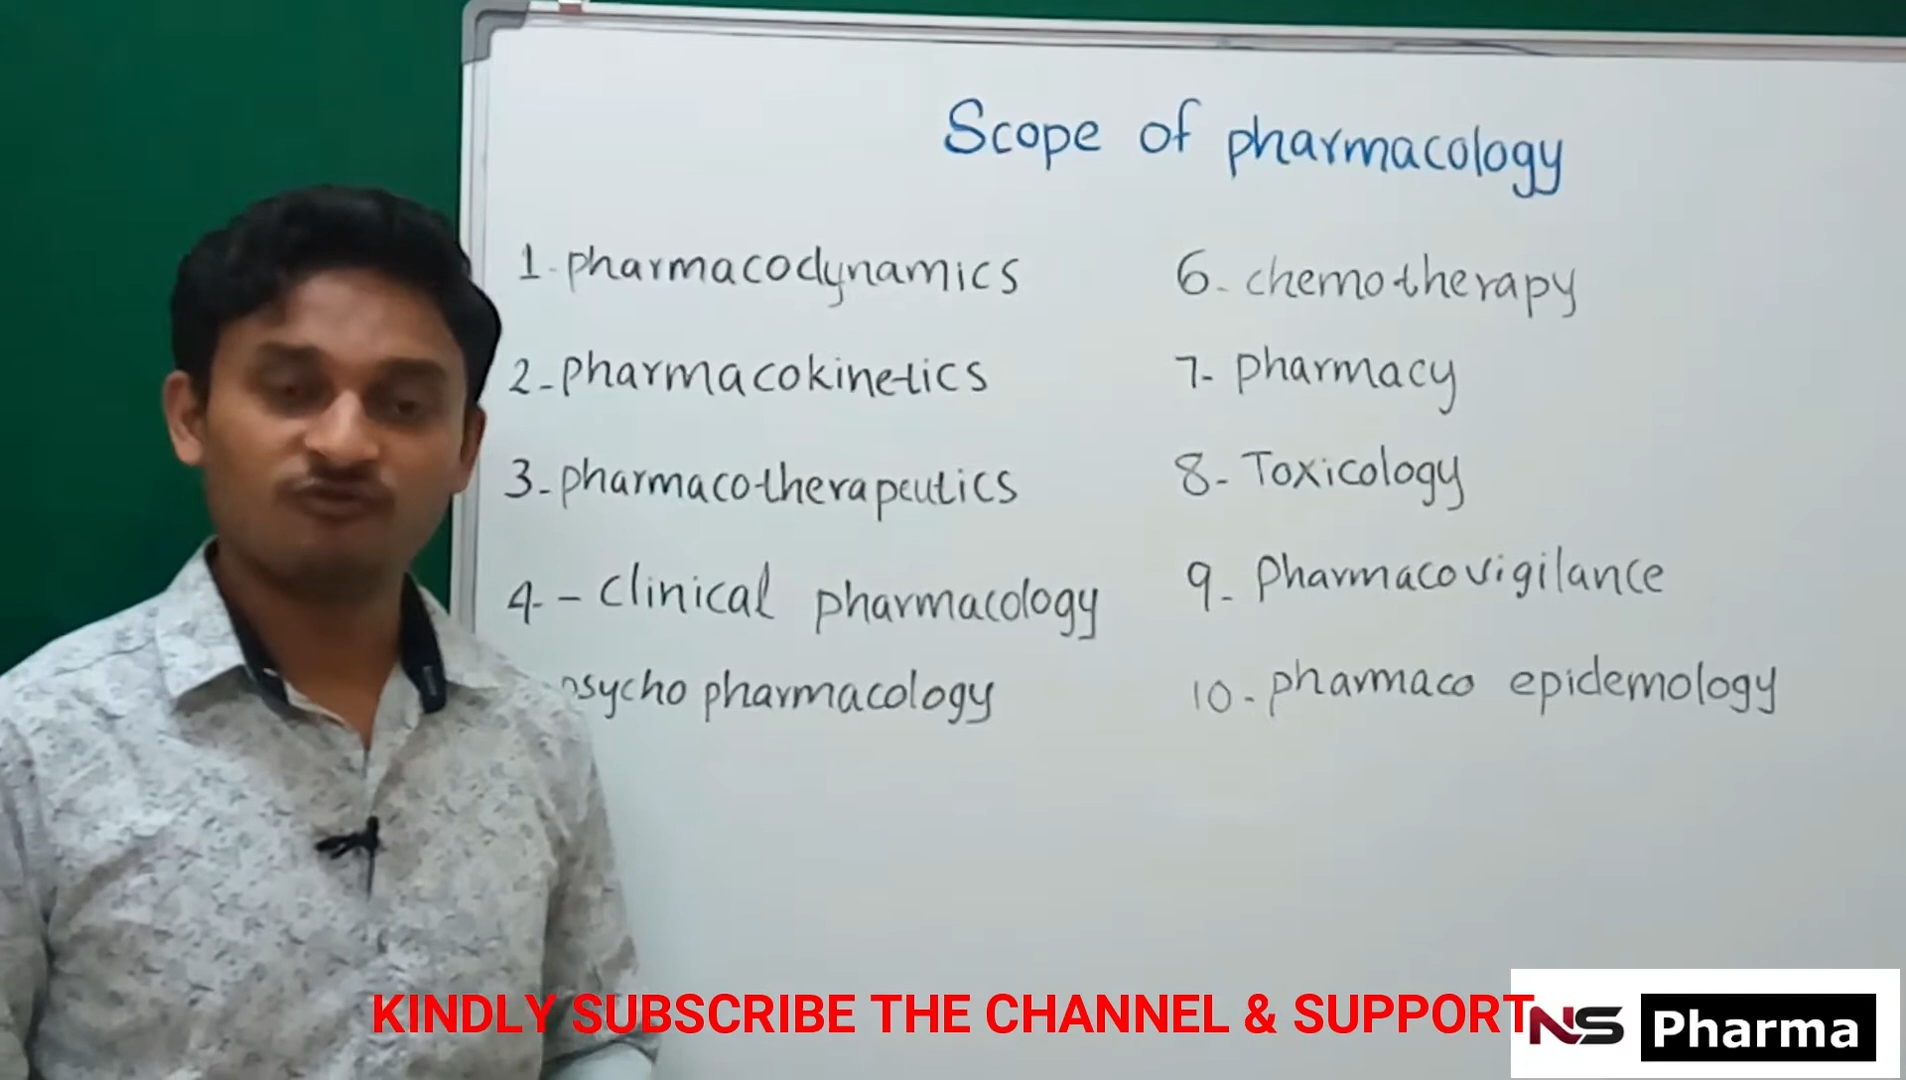 Scope of pharmacology
1. pharmacodynamics
2- pharmacokinetics
3- pharmacotherapeutics
4. - clinical pharmacology
psycho pharmacology
6- chemotherapy
7- pharmacy
8- Toxicology
9- pharmacovigilance
10- pharmaco epidemology
KINDLY SUBSCRIBE THE CHANNEL & SUPPORT
NS Pharma